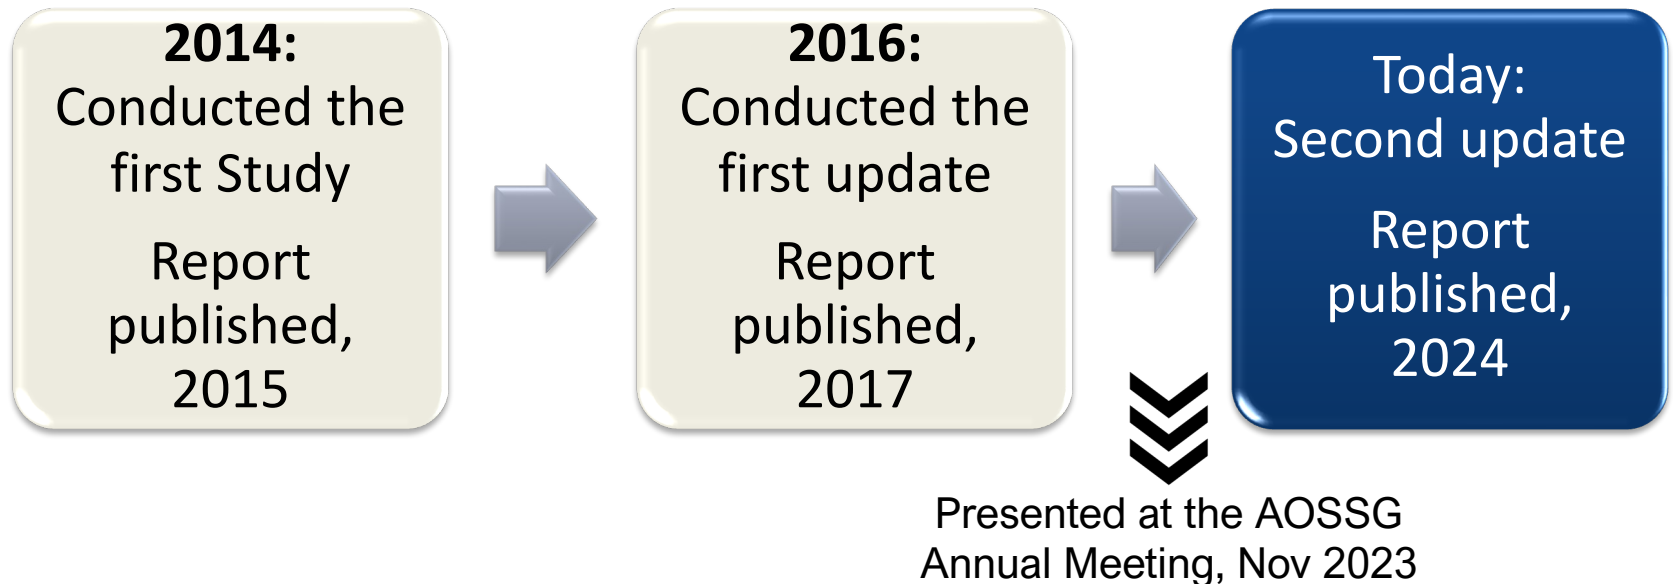 2014:
Conducted the
first Study
Report
published,
2015
2016:
Conducted the
first update
Report
published,
2017
Today:
Second update
Report
published,
2024
Presented at the AOSSG
Annual Meeting, Nov 2023